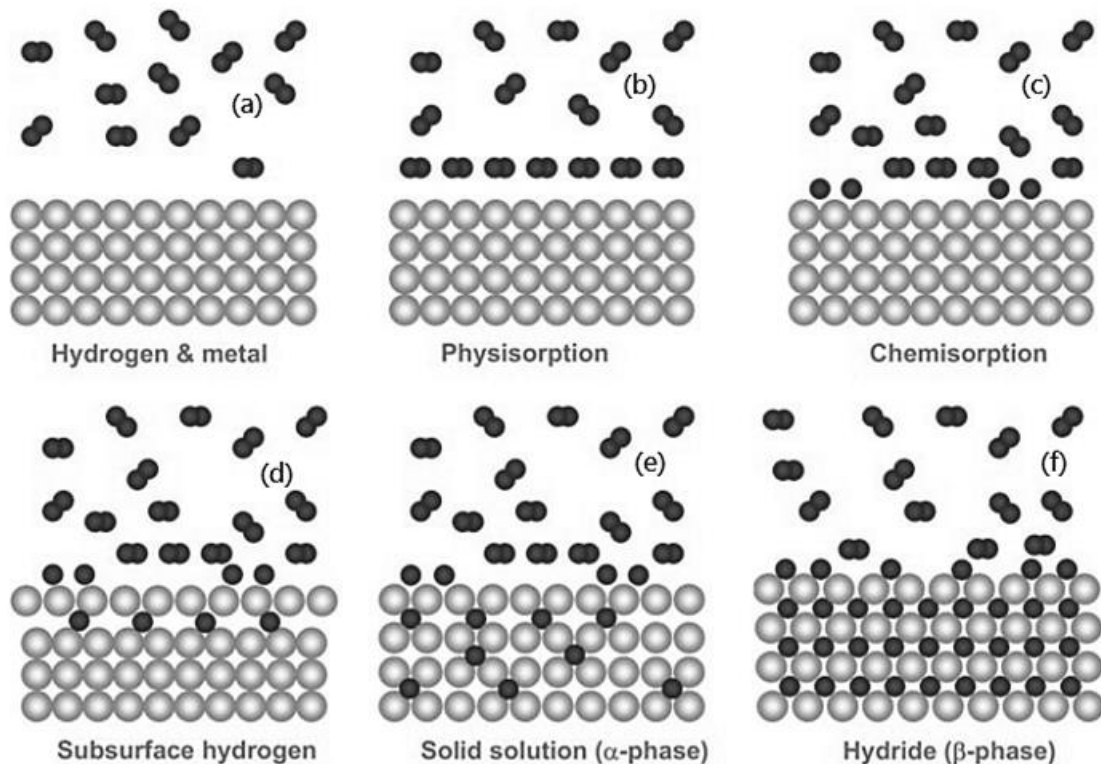 (a)
(b)
(c)
Hydrogen & metal
Physisorption
Chemisorption
(d)
(e)
(f)
Subsurface hydrogen
Solid solution (α-phase)
Hydride (β-phase)